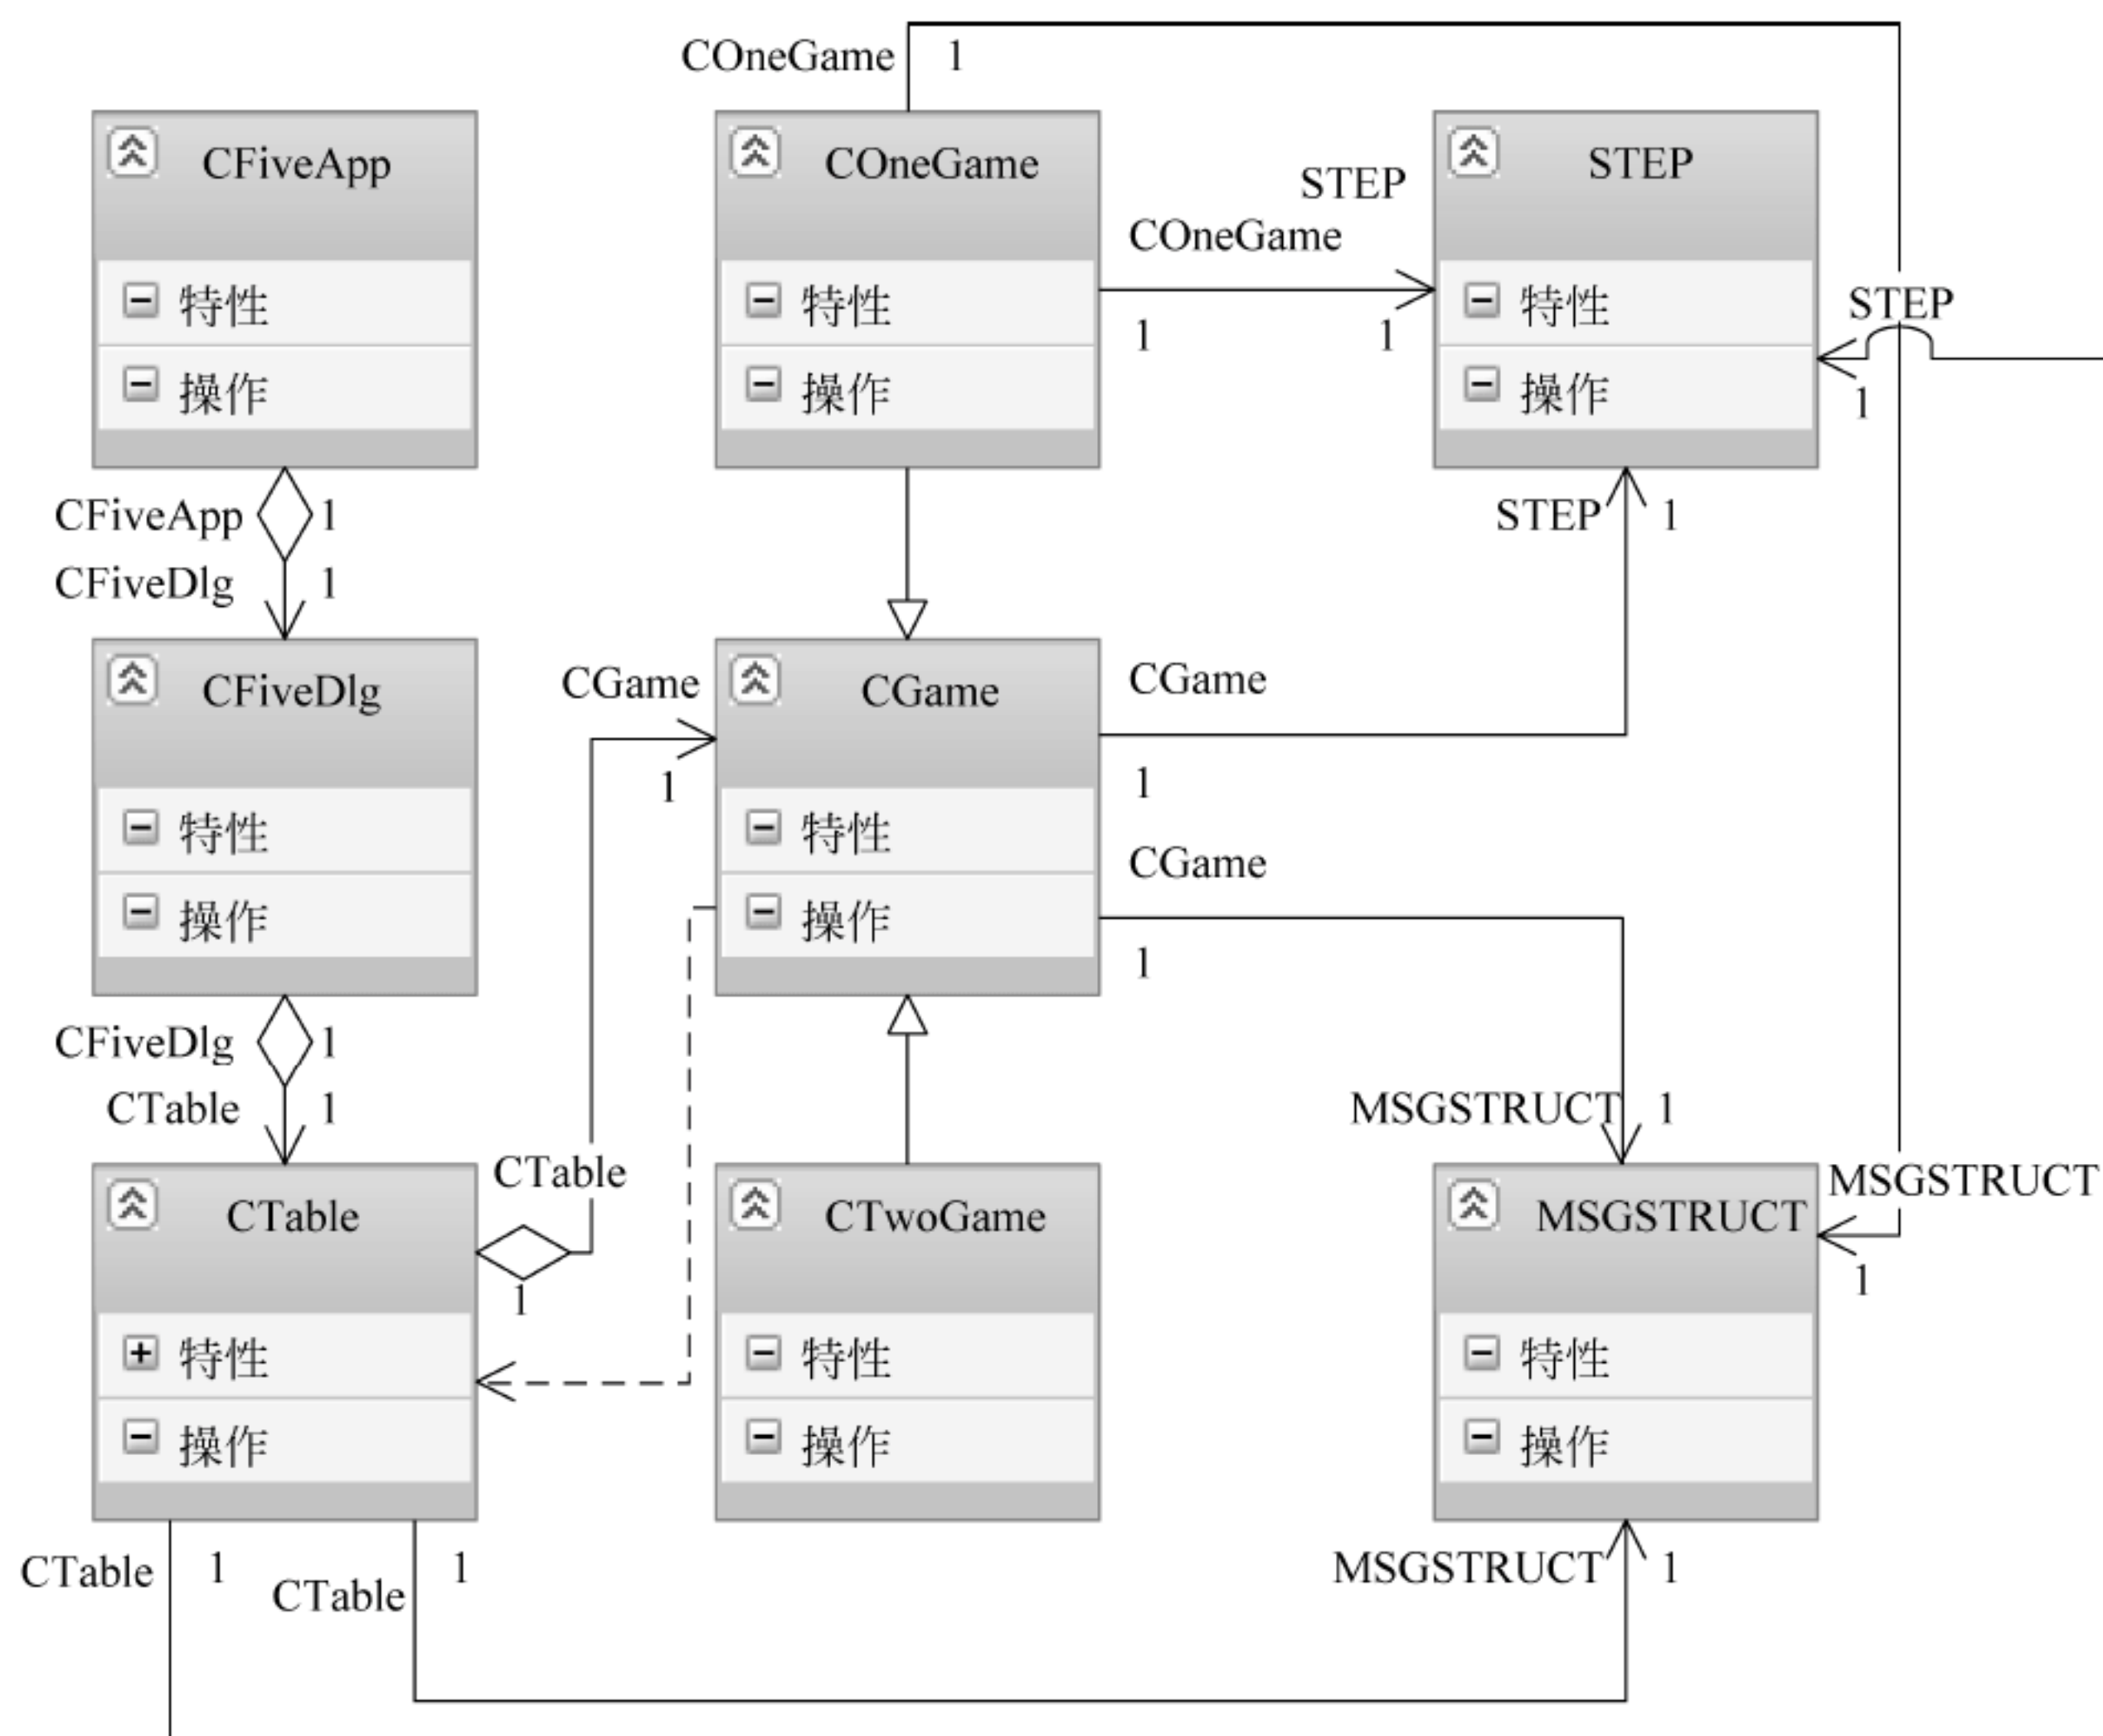 COneGame 1
CFiveApp
特性
操作
COneGame
特性
操作
STEP
COneGame
1 1
STEP
特性
操作
STEP
1
CFiveApp 1
CFiveDlg 1
STEP 1
CFiveDlg
特性
操作
CGame
1
CGame
特性
操作
CGame
1
CGame
1
CFiveDlg 1
CTable 1
MSGSTRUCT 1
CTable
1
CTable
特性
操作
CTwoGame
特性
操作
MSGSTRUCT
特性
操作
MSGSTRUCT
1
CTable 1
CTable 1
MSGSTRUCT 1